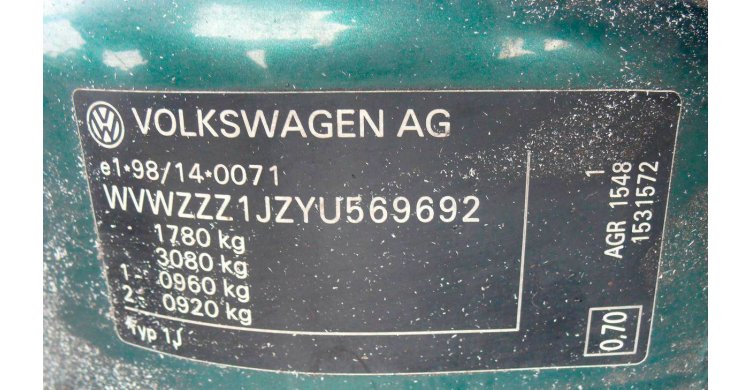 VOLKSWAGEN AG
e1*98/14*0071
WVWZZZ1JZYU569692
1780 kg
3080 kg
1 - 0960 kg
2 - 0920 kg
*Typ 1J
1
AGR 1548
1531572
0,70